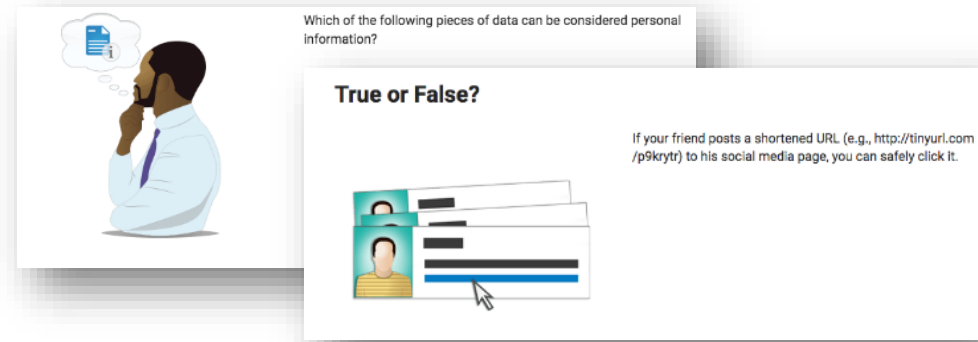 Which of the following pieces of data can be considered personal
information?
True or False?
If your friend posts a shortened URL (e.g., http://tinyurl.com
/p9krytr) to his social media page, you can safely click it.